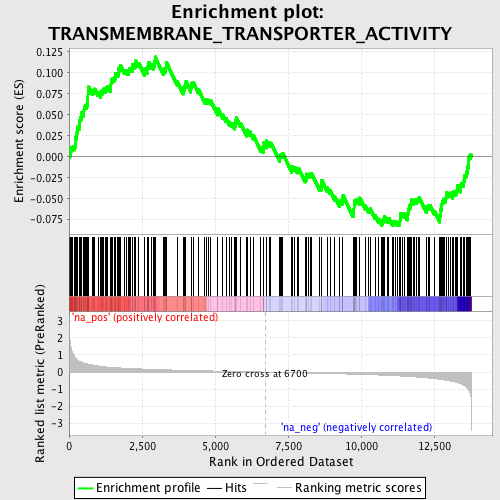 Enrichment plot:
TRANSMEMBRANE_TRANSPORTER_ACTIVITY
Enrichment score (ES)
0.125
0.100
0.075
0.050
0.025
0.000
-0.025
-0.050
-0.075
'na_pos' (positively correlated)
Ranked list metric (PreRanked)
3
2
1
0
-1
-2
-3
Zero cross at 6700
'na_neg' (negatively correlated)
0
2,500
5,000
7,500
10,000
12,500
Rank in Ordered Dataset
Enrichment profile
Hits
Ranking metric scores